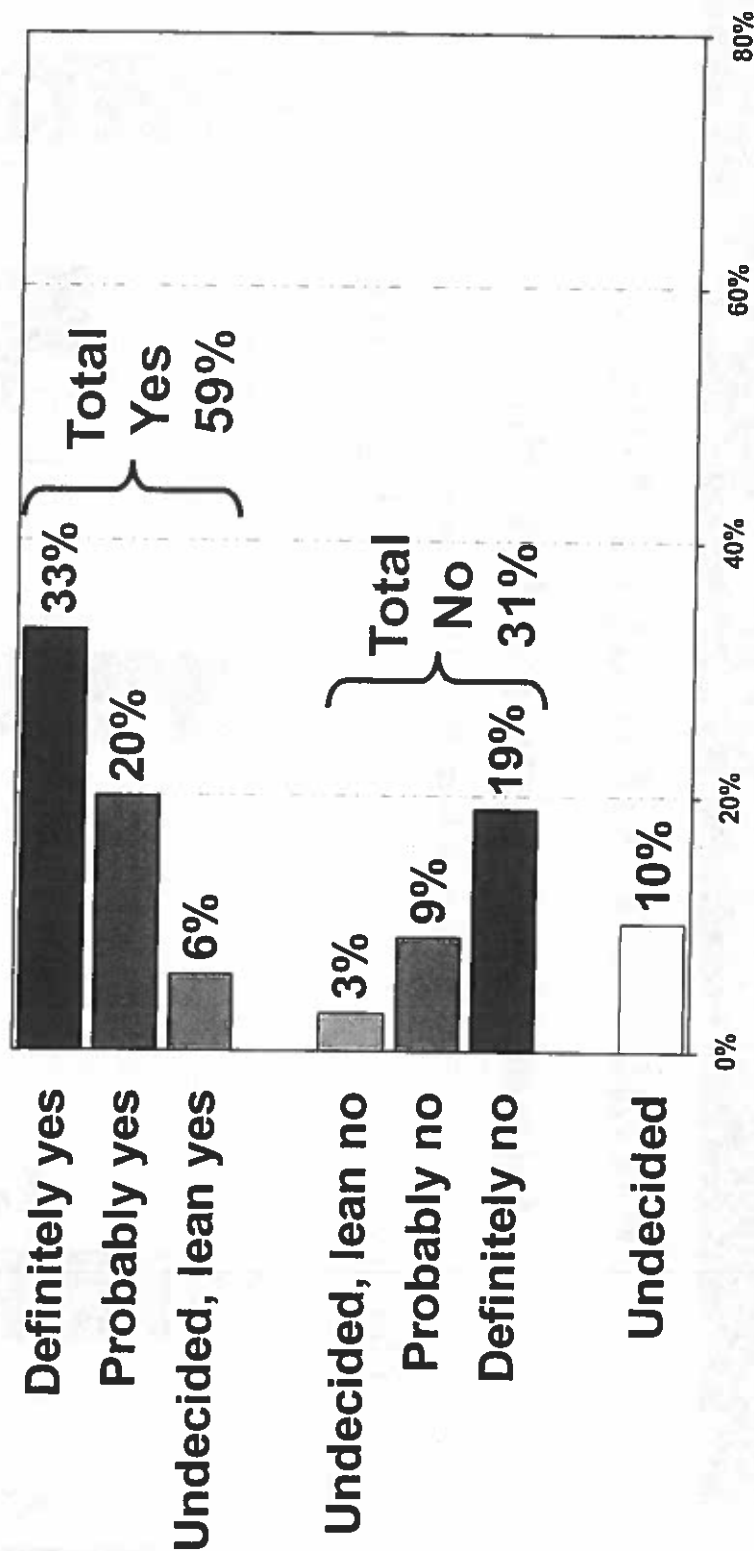 Definitely yes 33%
Probably yes 20%
Undecided, lean yes 6%
Total
Yes
59%
Undecided, lean no 3%
Probably no 9%
Definitely no 19%
Total
No
31%
Undecided 10%
0% 20% 40% 60% 80%